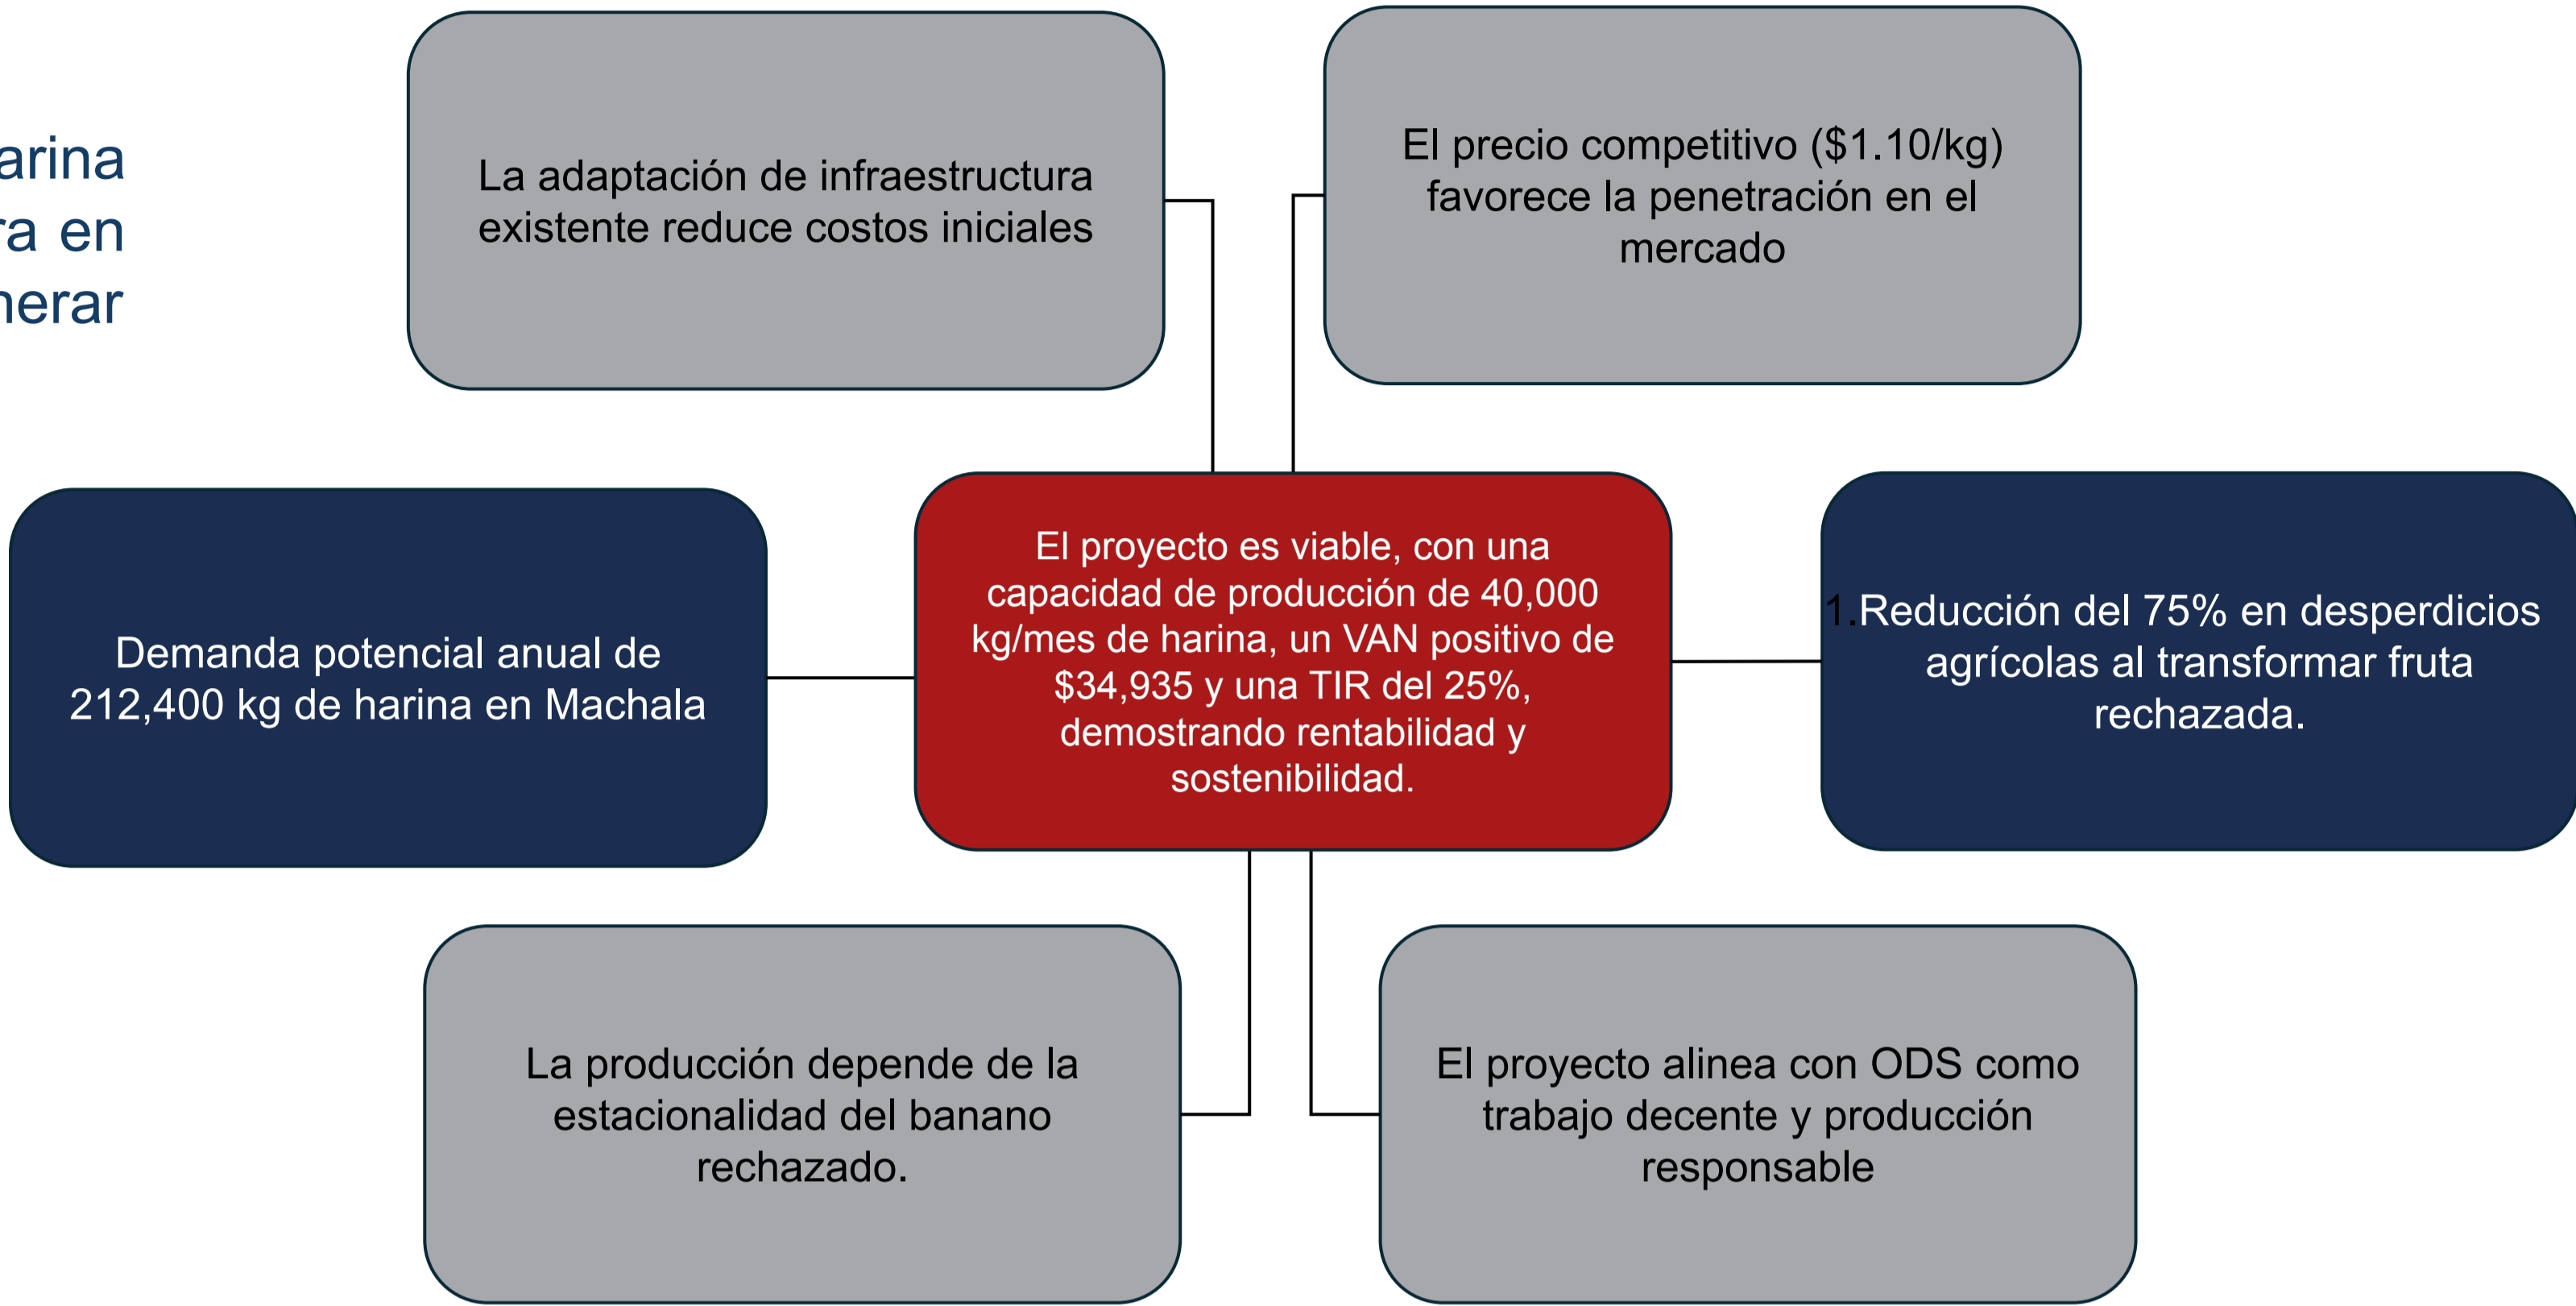 arina
ra en
nerar
La adaptación de infraestructura
existente reduce costos iniciales
El precio competitivo ($1.10/kg)
favorece la penetración en el
mercado
Demanda potencial anual de
212,400 kg de harina en Machala
El proyecto es viable, con una
capacidad de producción de 40,000
kg/mes de harina, un VAN positivo de
$34,935 y una TIR del 25%,
demostrando rentabilidad y
sostenibilidad.
1.Reducción del 75% en desperdicios
agrícolas al transformar fruta
rechazada.
La producción depende de la
estacionalidad del banano
rechazado.
El proyecto alinea con ODS como
trabajo decente y producción
responsable